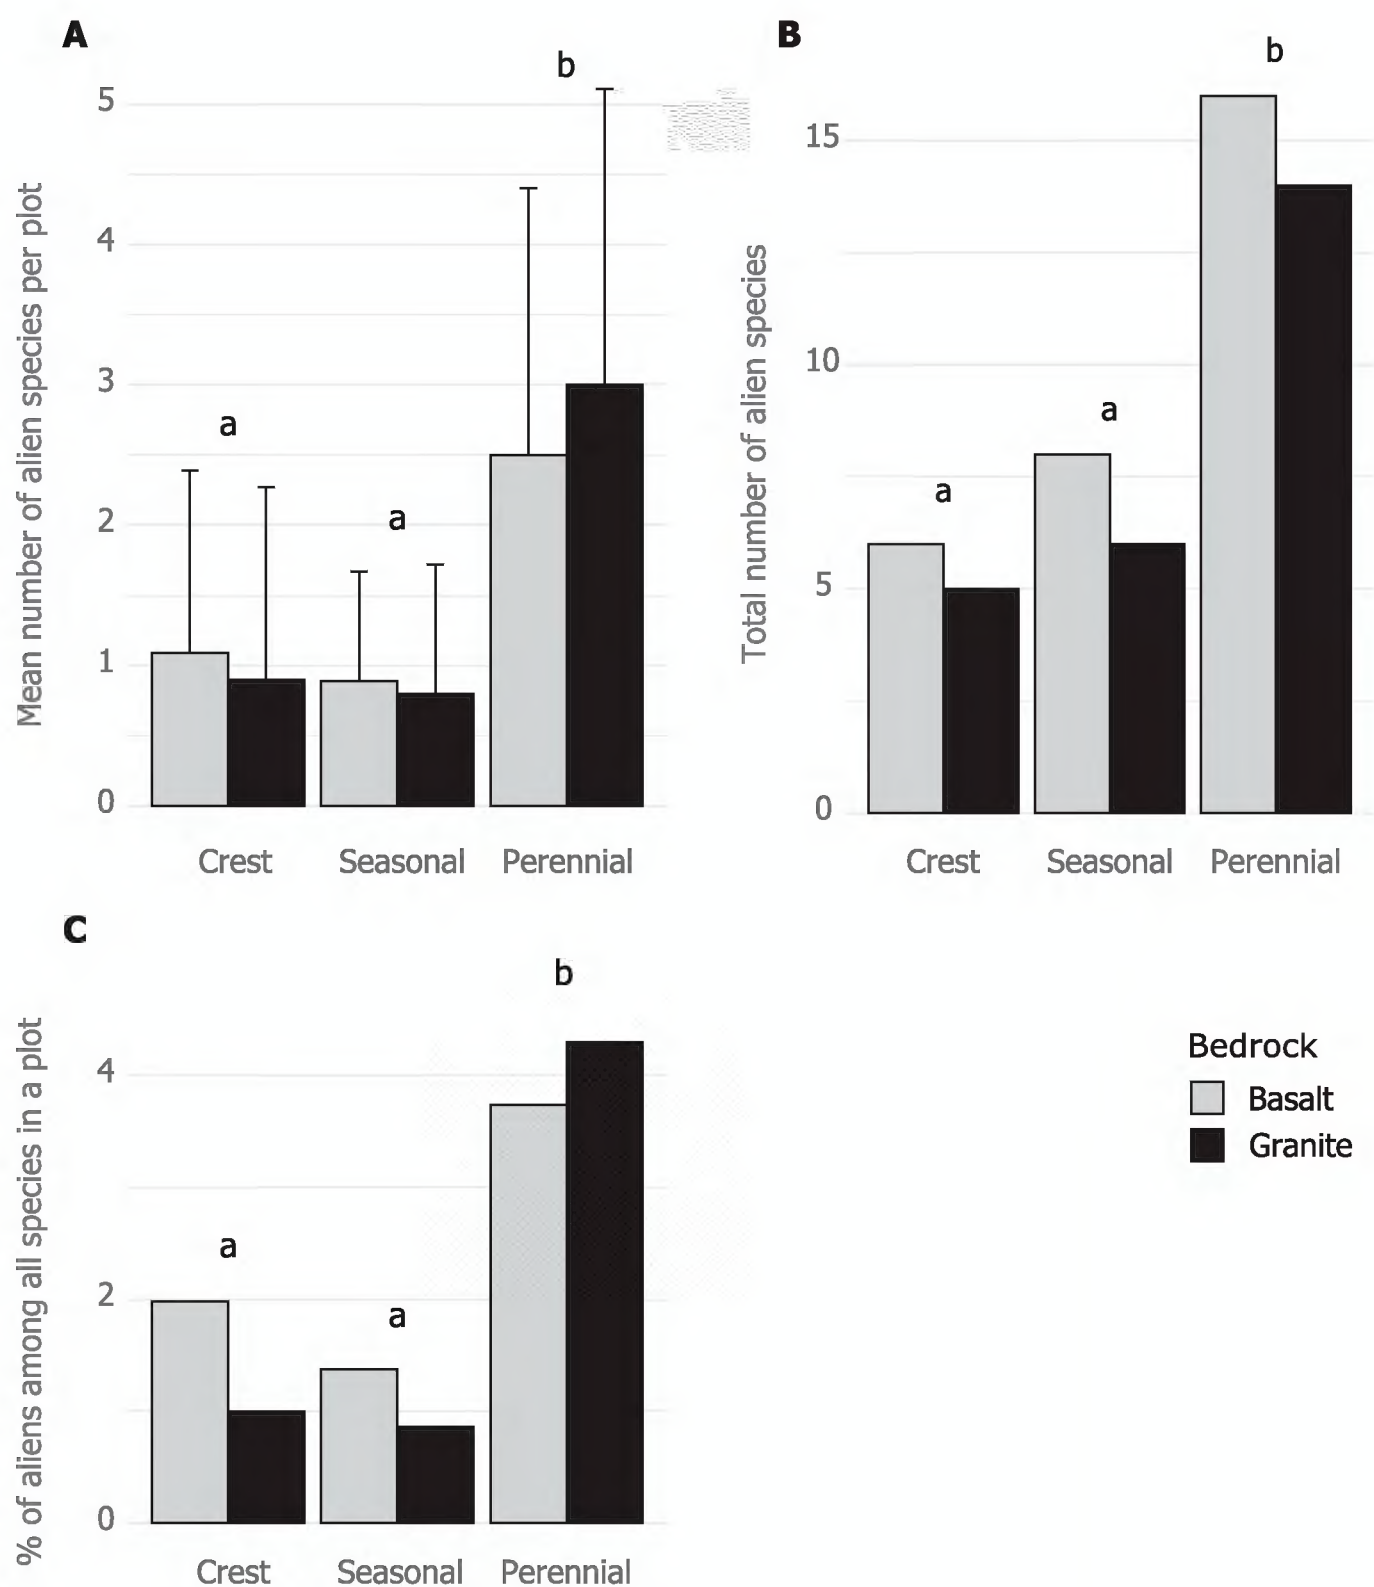 A
Mean number of alien species per plot
5
4
3
2
1
0
a
a
b
Crest Seasonal Perennial
B
Total number of alien species
15
10
5
0
a
a
b
Crest Seasonal Perennial
C
% of aliens among all species in a plot
4
2
0
a
a
b
Crest Seasonal Perennial
Bedrock
Basalt
Granite